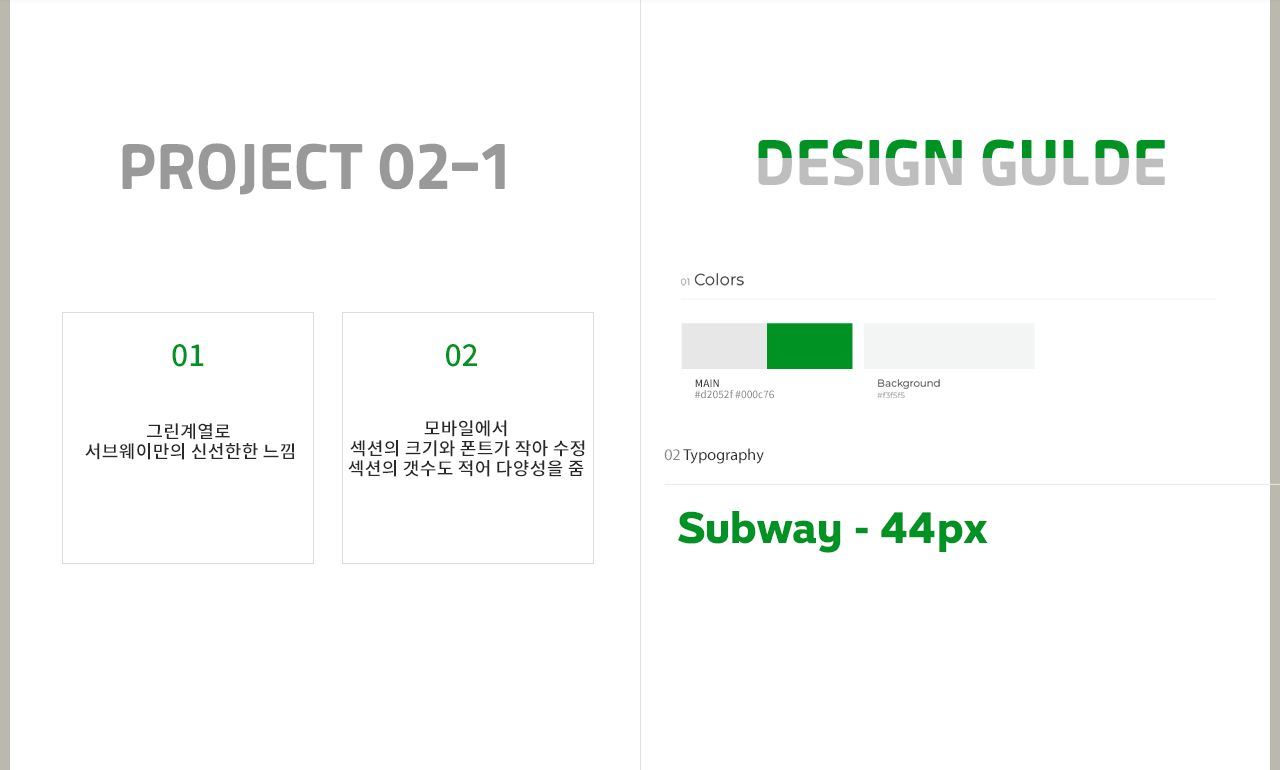 PROJECT 02-1
01
그린계열로
서브웨이만의 신선한한 느낌
02
모바일에서
섹션의 크기와 폰트가 작아 수정
섹션의 갯수도 적어 다양성을 줌
DESIGN GULDE
01 Colors
MAIN
#d2052f #000c76
Background
#f3f5f5
02 Typography
Subway - 44px